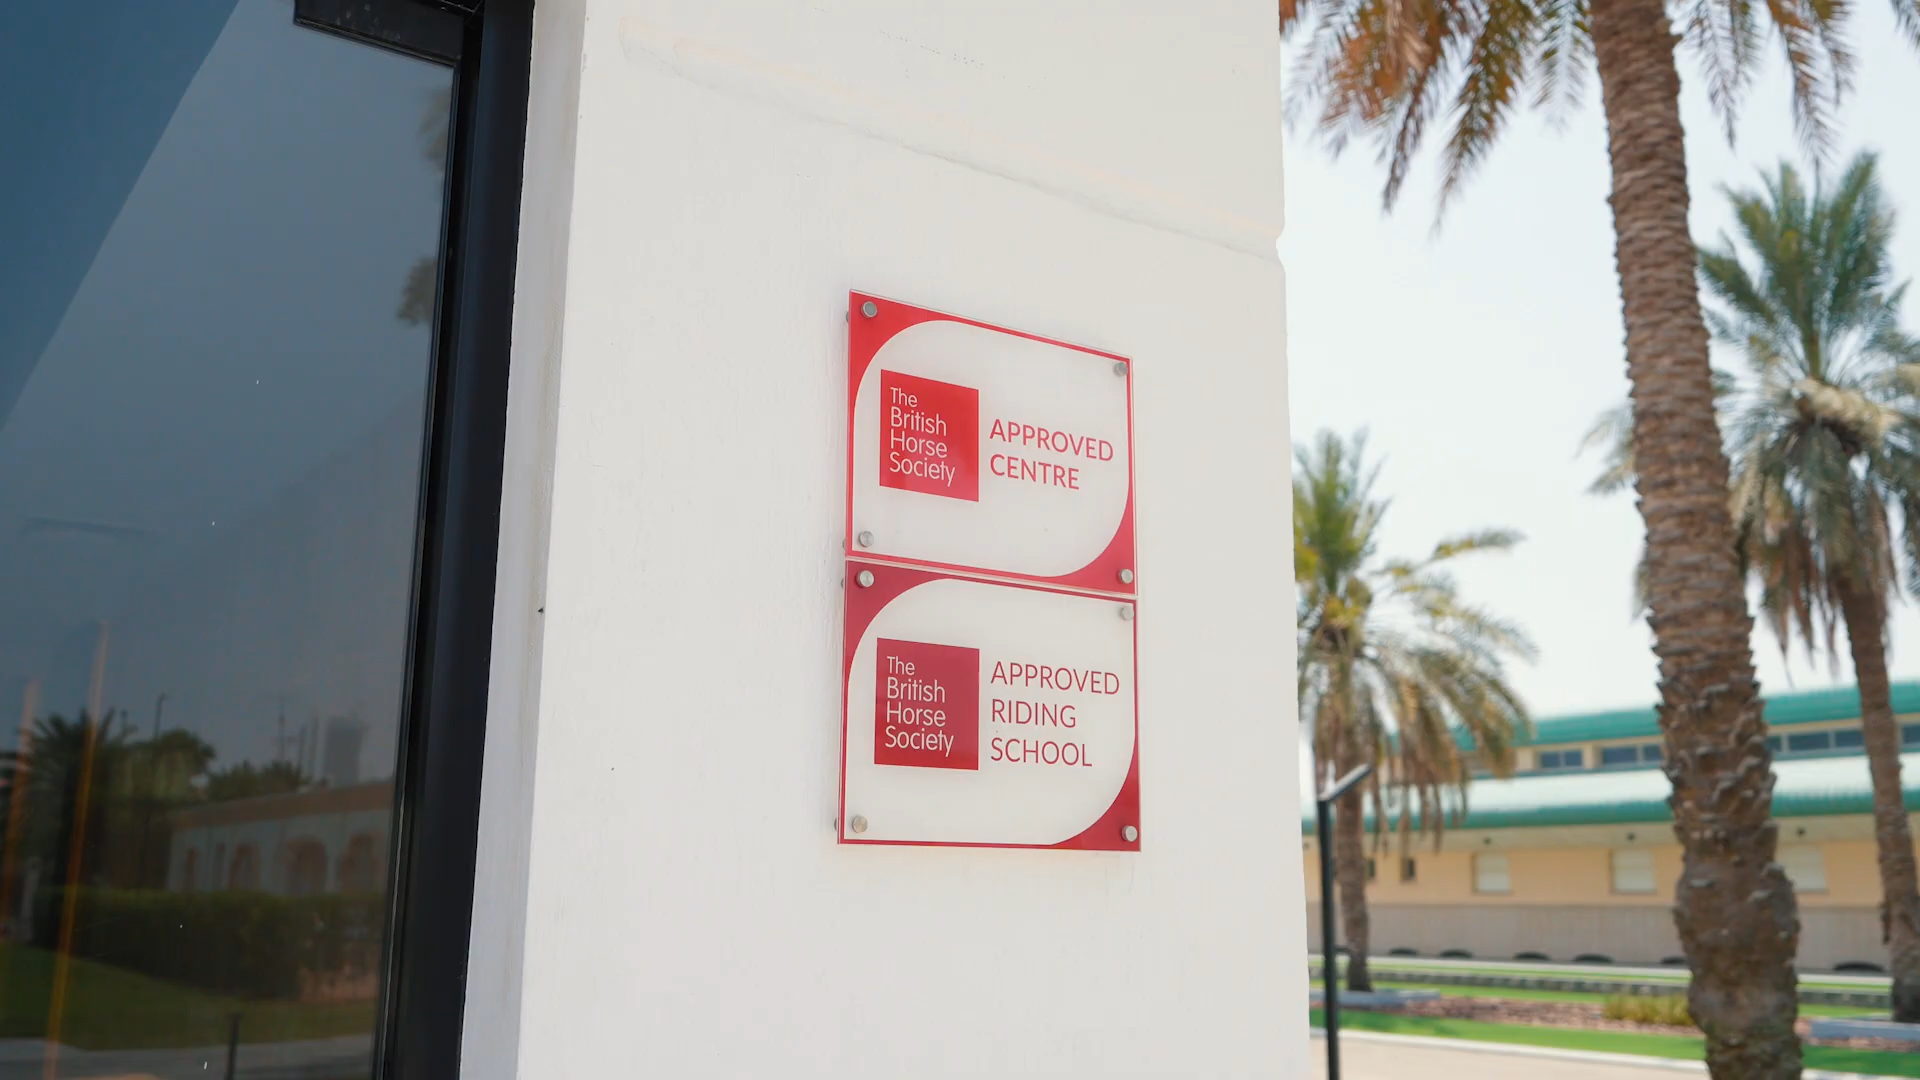 The
British
Horse
Society
APPROVED
CENTRE
The
British
Horse
Society
APPROVED
RIDING
SCHOOL